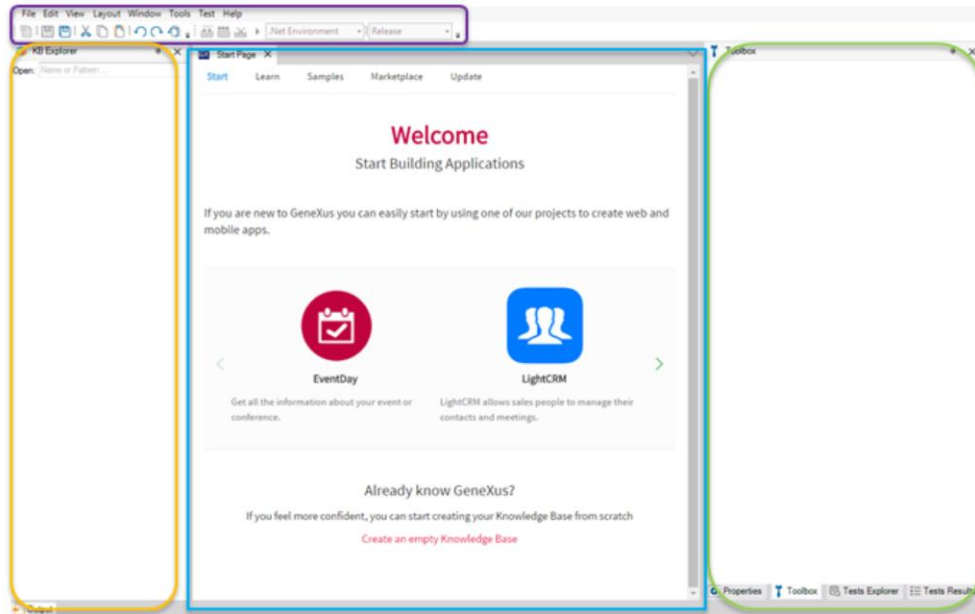 File Edit View Layout Window Tools Test Help
.Net Environment Release
KB Explorer
Open: Name or Pattern...
Start Page
Start Learn Samples Marketplace Update
Welcome
Start Building Applications
If you are new to GeneXus you can easily start by using one of our projects to create web and
mobile apps.
EventDay
Get all the information about your event or
conference.
LightCRM
LightCRM allows sales people to manage their
contacts and meetings.
Already know GeneXus?
If you feel more confident, you can start creating your Knowledge Base from scratch
Create an empty Knowledge Base
Toolbox
Properties Toolbox Tests Explorer Tests Results
Output